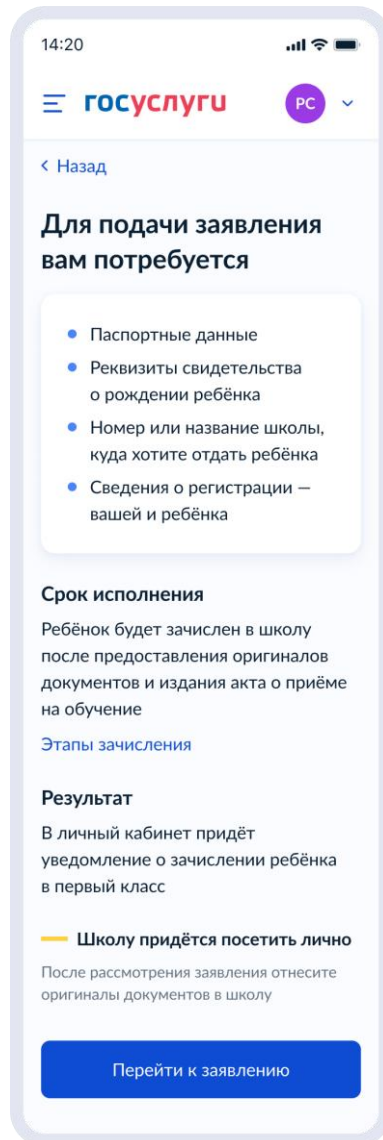 14:20
госуслуги
РС
Назад
Для подачи заявления
вам потребуется
Паспортные данные
Реквизиты свидетельства
о рождении ребёнка
Номер или название школы,
куда хотите отдать ребёнка
Сведения о регистрации —
вашей и ребёнка
Срок исполнения
Ребёнок будет зачислен в школу
после предоставления оригиналов
документов и издания акта о приёме
на обучение
Этапы зачисления
Результат
В личный кабинет придёт
уведомление о зачислении ребёнка
в первый класс
Школу придётся посетить лично
После рассмотрения заявления отнесите
оригиналы документов в школу
Перейти к заявлению